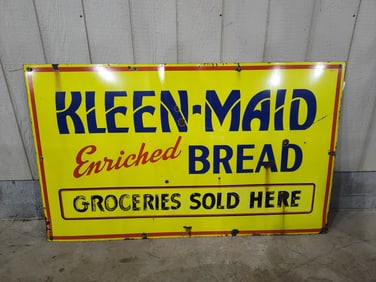 KLEEN-MAID
Enriched BREAD
GROCERIES SOLD HERE